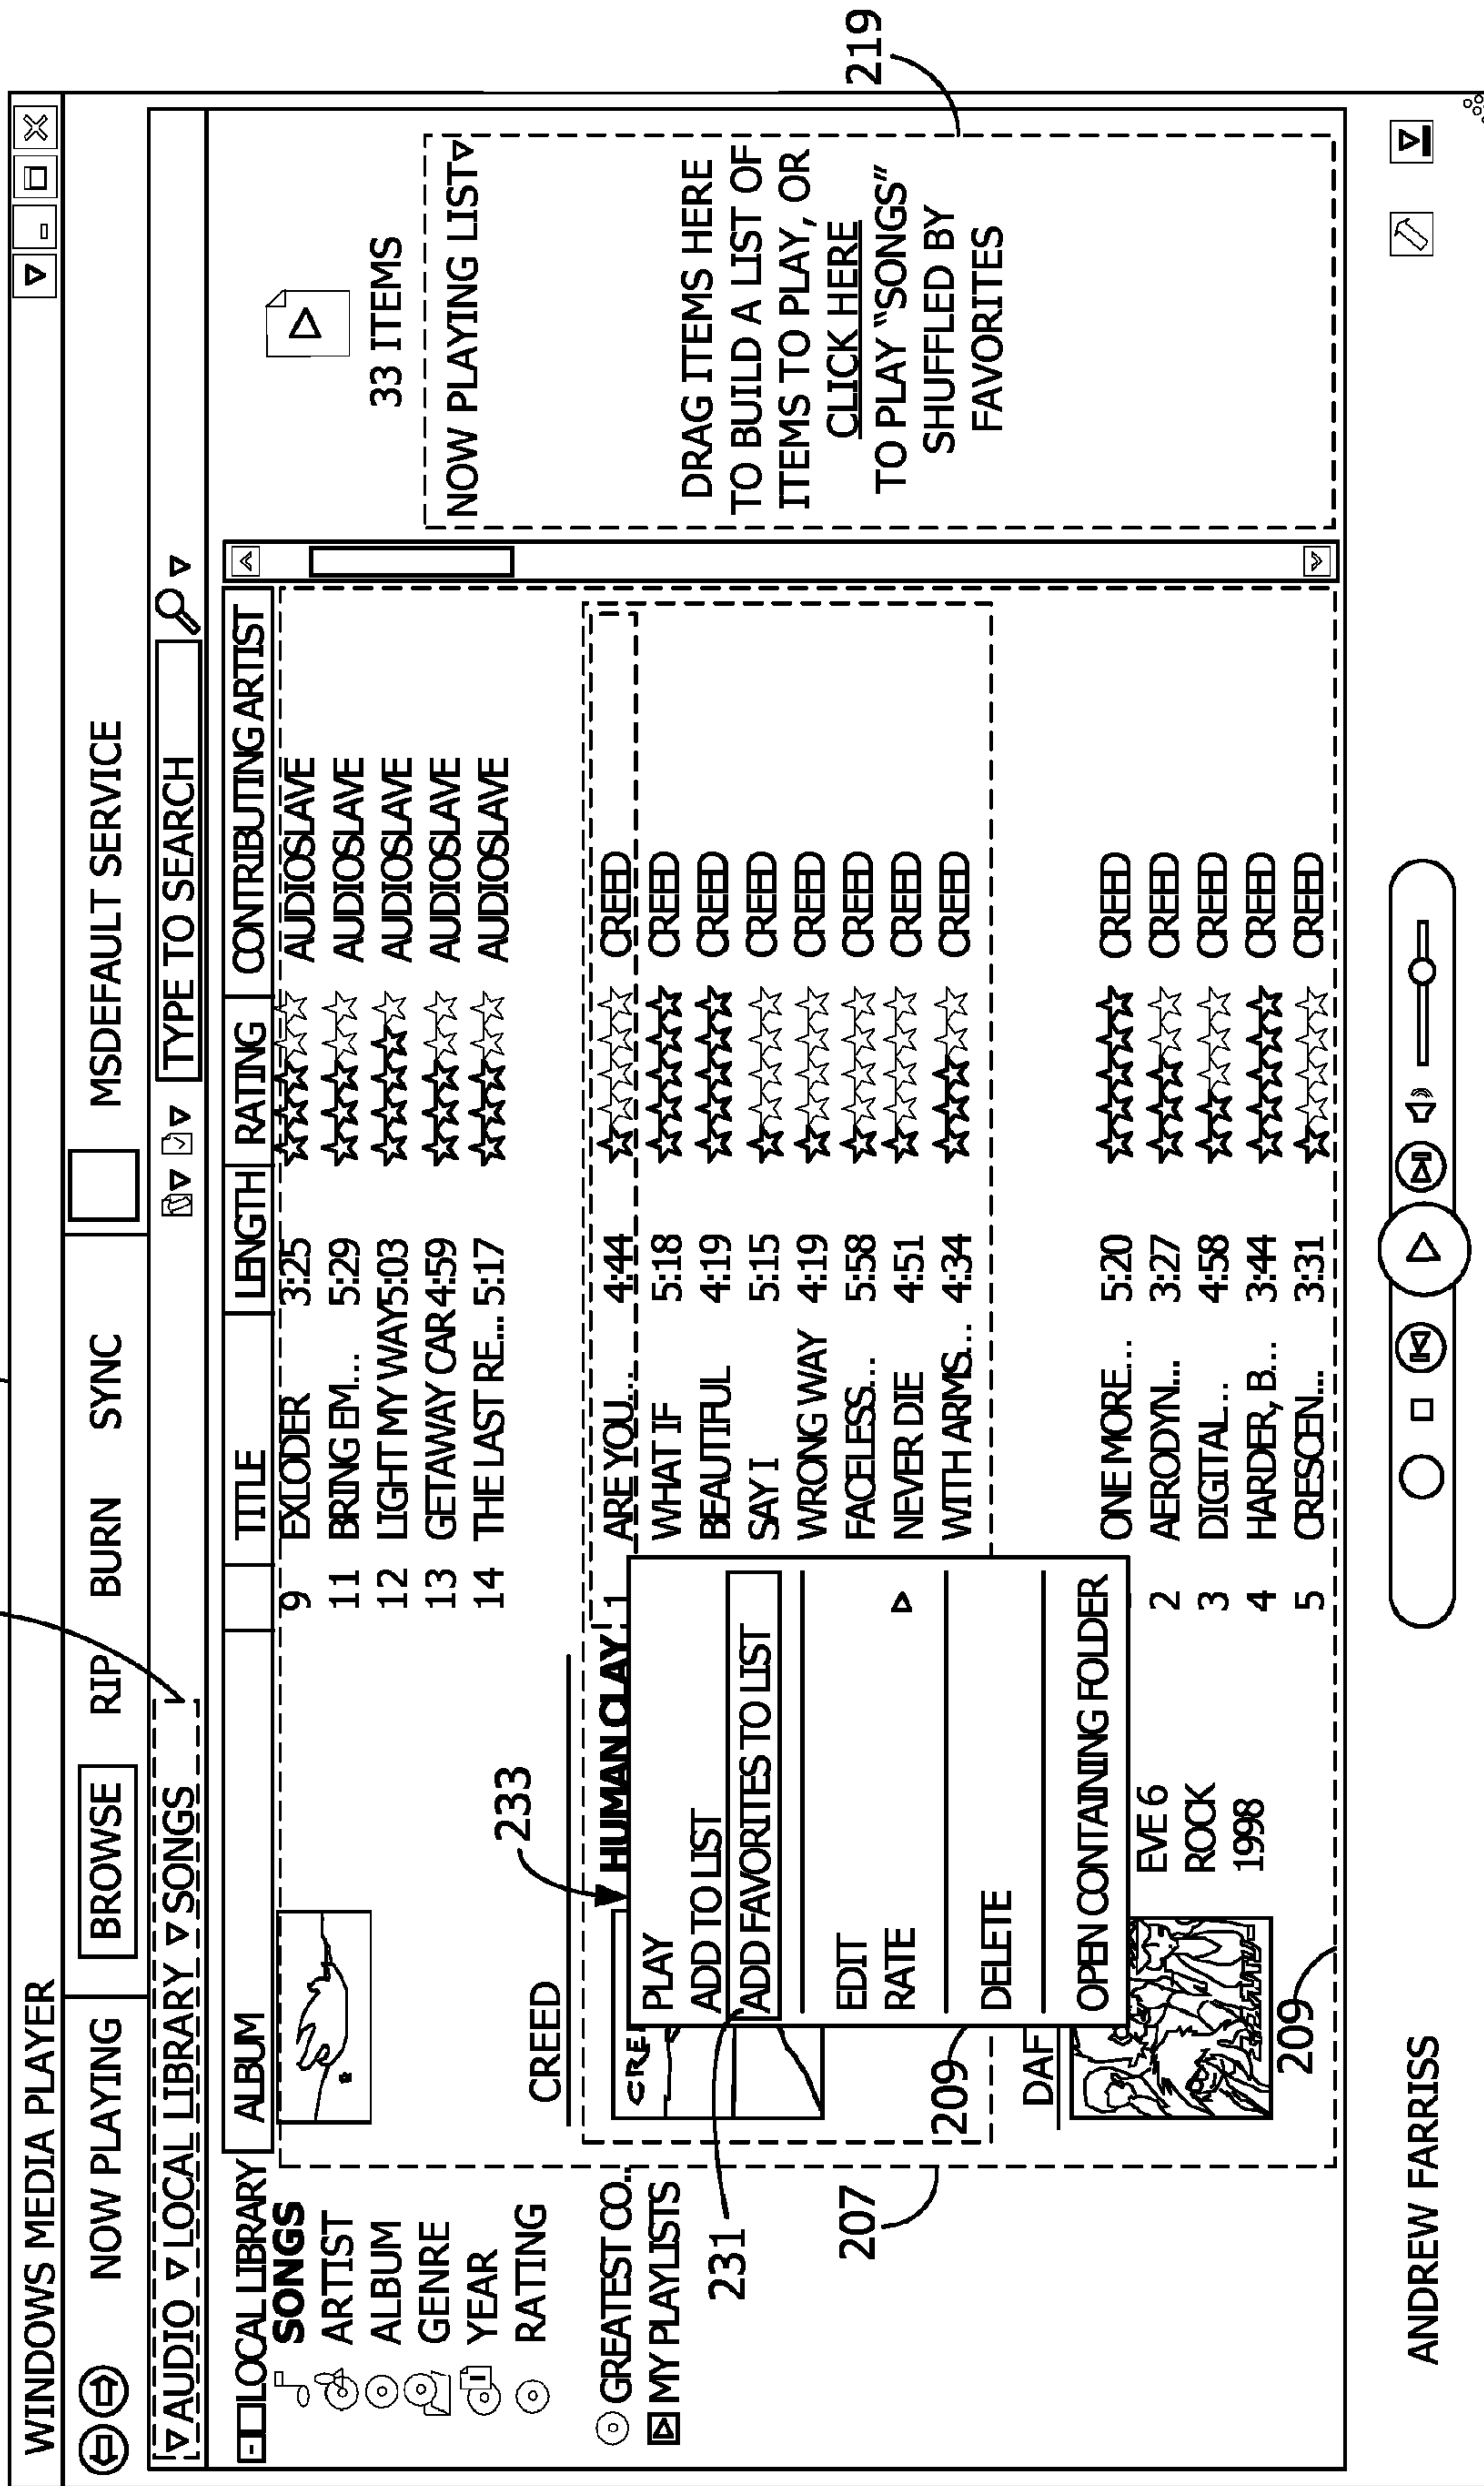 WINDOWS MEDIA PLAYER
NOW PLAYING BROWSE RIP BURN SYNC MSDEFAULT SERVICE
AUDIO LOCAL LIBRARY SONGS TYPE TO SEARCH
LOCAL LIBRARY ALBUM TITLE LENGTH RATING CONTRIBUTING ARTIST
SONGS 9 EXLODER 3:25 AUDIOSLAVE
ARTIST 11 BRING EM... 5:29 AUDIOSLAVE
ALBUM 12 LIGHT MY WAY 5:03 AUDIOSLAVE
GENRE 13 GETAWAY CAR 4:59 AUDIOSLAVE
YEAR 14 THE LAST RE... 5:17 AUDIOSLAVE
RATING
33 ITEMS
NOW PLAYING LIST
CREED
233
GREATEST CO..
MY PLAYLISTS
HUMAN CLAY 1 ARE YOU... 4:44 CREED
WHAT IF 5:18 CREED
BEAUTIFUL 4:19 CREED
SAY I 5:15 CREED
WRONG WAY 4:19 CREED
FACELESS... 5:58 CREED
NEVER DIE 4:51 CREED
WITH ARMS... 4:34 CREED
CRE
PLAY
ADD TO LIST
ADD FAVORITES TO LIST
EDIT
RATE
DELETE
OPEN CONTAINING FOLDER
231
207
209
DAF
ONE MORE... 5:20 CREED
EVE 6 2 AERODYN... 3:27 CREED
ROCK 3 DIGITAL... 4:58 CREED
1998 4 HARDER, B... 3:44 CREED
5 CRESCEN... 3:31 CREED
209
DRAG ITEMS HERE
TO BUILD A LIST OF
ITEMS TO PLAY, OR
CLICK HERE
TO PLAY "SONGS"
SHUFFLED BY
FAVORITES
219
ANDREW FARRISS